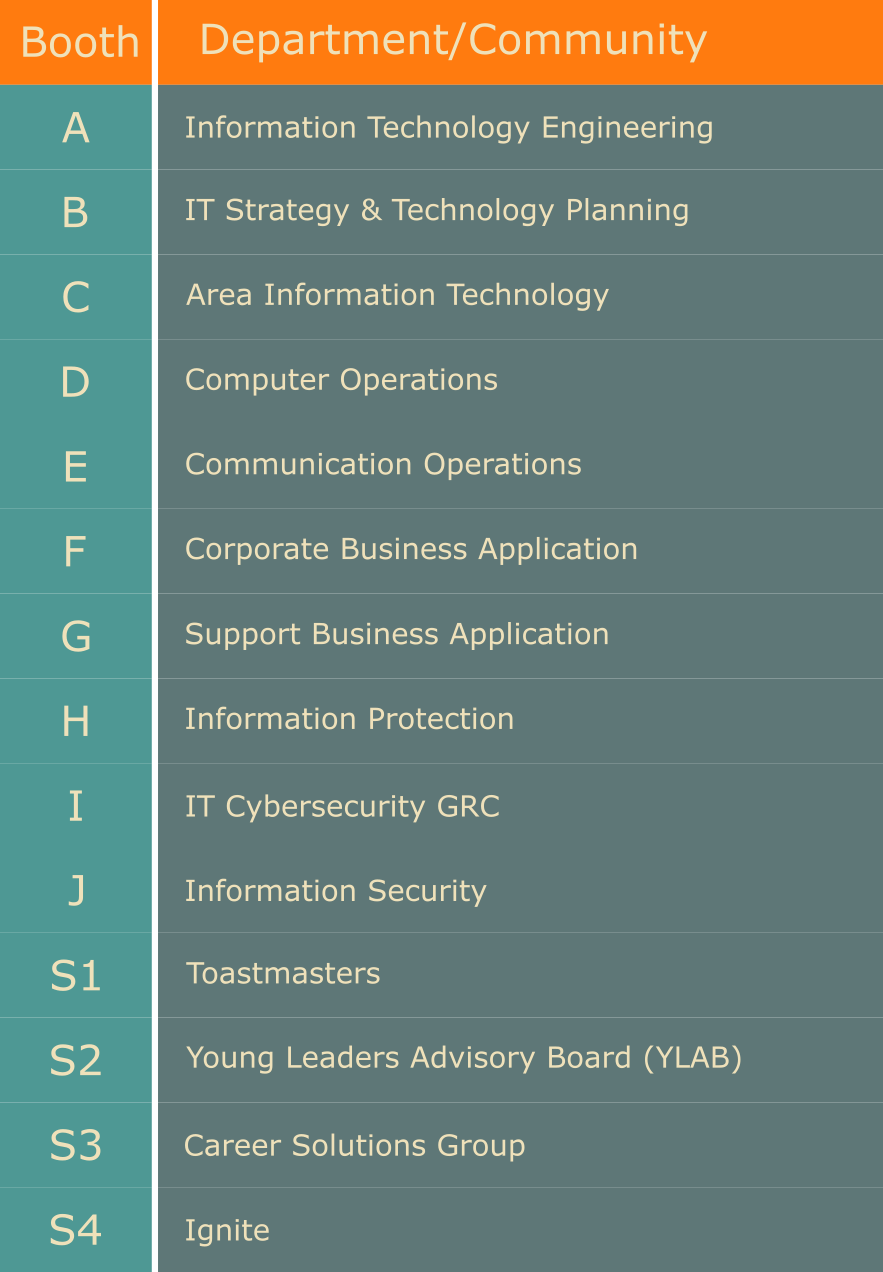 Booth Department/Community
A Information Technology Engineering
B IT Strategy & Technology Planning
C Area Information Technology
D Computer Operations
E Communication Operations
F Corporate Business Application
G Support Business Application
H Information Protection
I IT Cybersecurity GRC
J Information Security
S1 Toastmasters
S2 Young Leaders Advisory Board (YLAB)
S3 Career Solutions Group
S4 Ignite